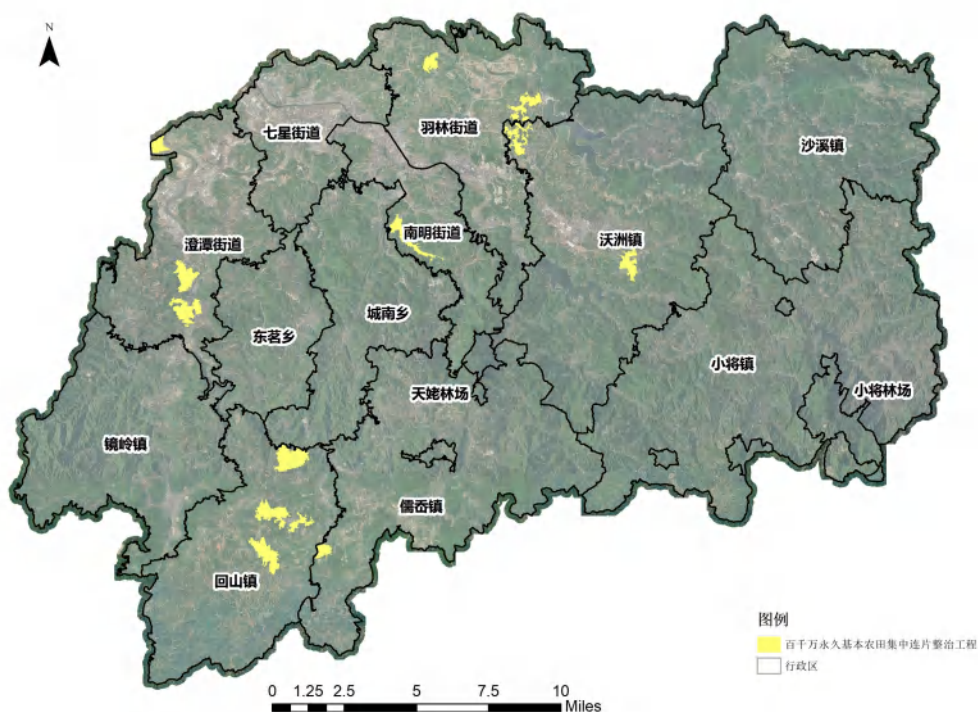 N
七星街道
羽林街道
沙溪镇
澄潭街道
南明街道
沃洲镇
东茗乡
城南乡
天姥林场
小将镇
小将林场
镜岭镇
儒岙镇
回山镇
图例
百千万永久基本农田集中连片整治工程
行政区
0 1.25 2.5 5 7.5 10
Miles